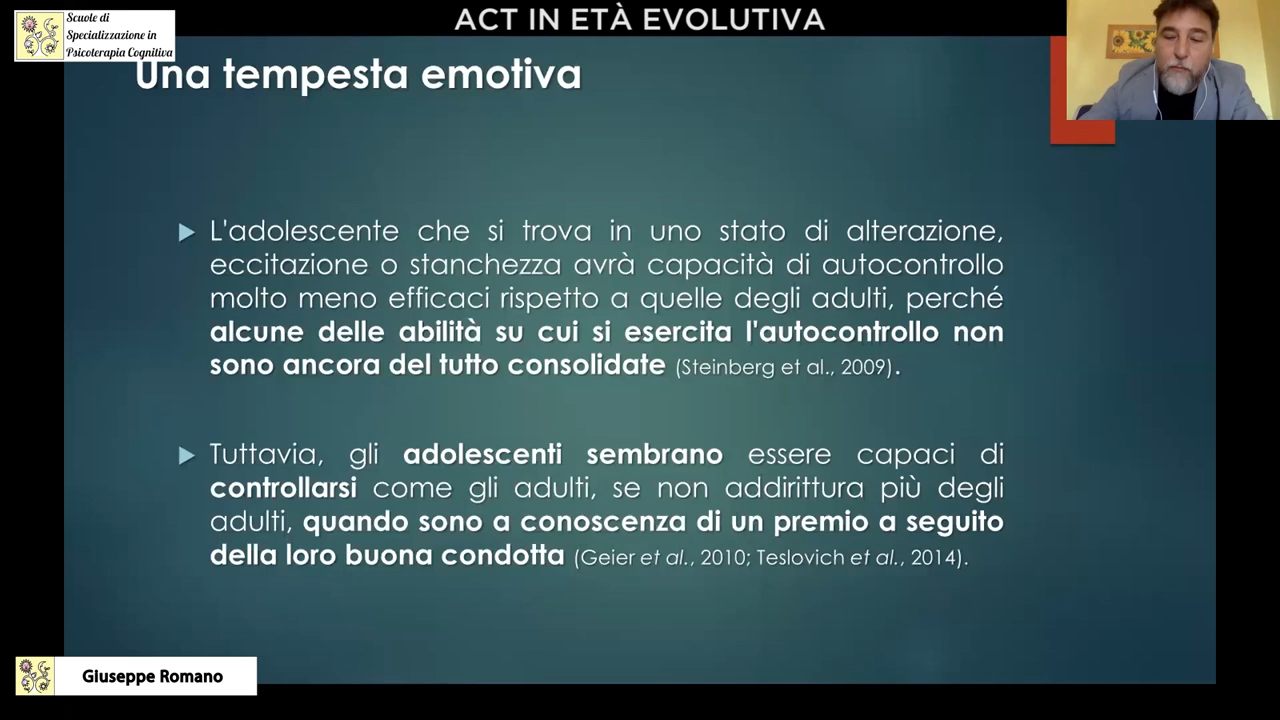 Scuole di
Specializzazione in
Psicoterapia Cognitiva
ACT IN ETÀ EVOLUTIVA
Una tempesta emotiva
L'adolescente che si trova in uno stato di alterazione,
eccitazione o stanchezza avrà capacità di autocontrollo
molto meno efficaci rispetto a quelle degli adulti, perché
alcune delle abilità su cui si esercita l'autocontrollo non
sono ancora del tutto consolidate (Steinberg et al., 2009).
Tuttavia, gli adolescenti sembrano essere capaci di
controllarsi come gli adulti, se non addirittura più degli
adulti, quando sono a conoscenza di un premio a seguito
della loro buona condotta (Geier et al., 2010; Teslovich et al., 2014).
Giuseppe Romano